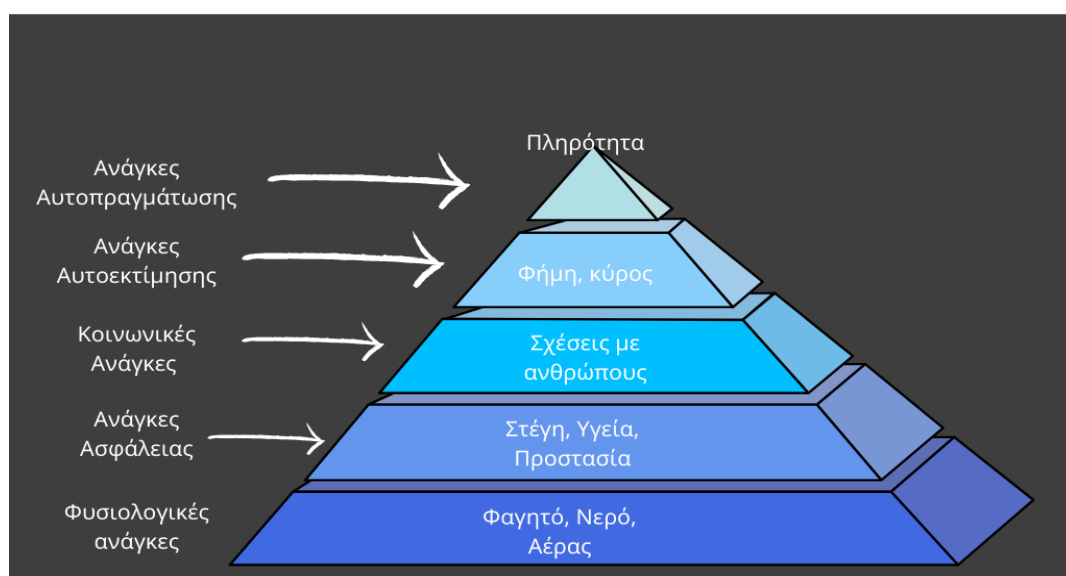 Πληρότητα
Ανάγκες
Αυτοπραγμάτωσης
Ανάγκες
Αυτοεκτίμησης
Φήμη, κύρος
Κοινωνικές
Ανάγκες
Σχέσεις με
ανθρώπους
Ανάγκες
Ασφάλειας
Στέγη, Υγεία,
Προστασία
Φυσιολογικές
ανάγκες
Φαγητό, Νερό,
Αέρας